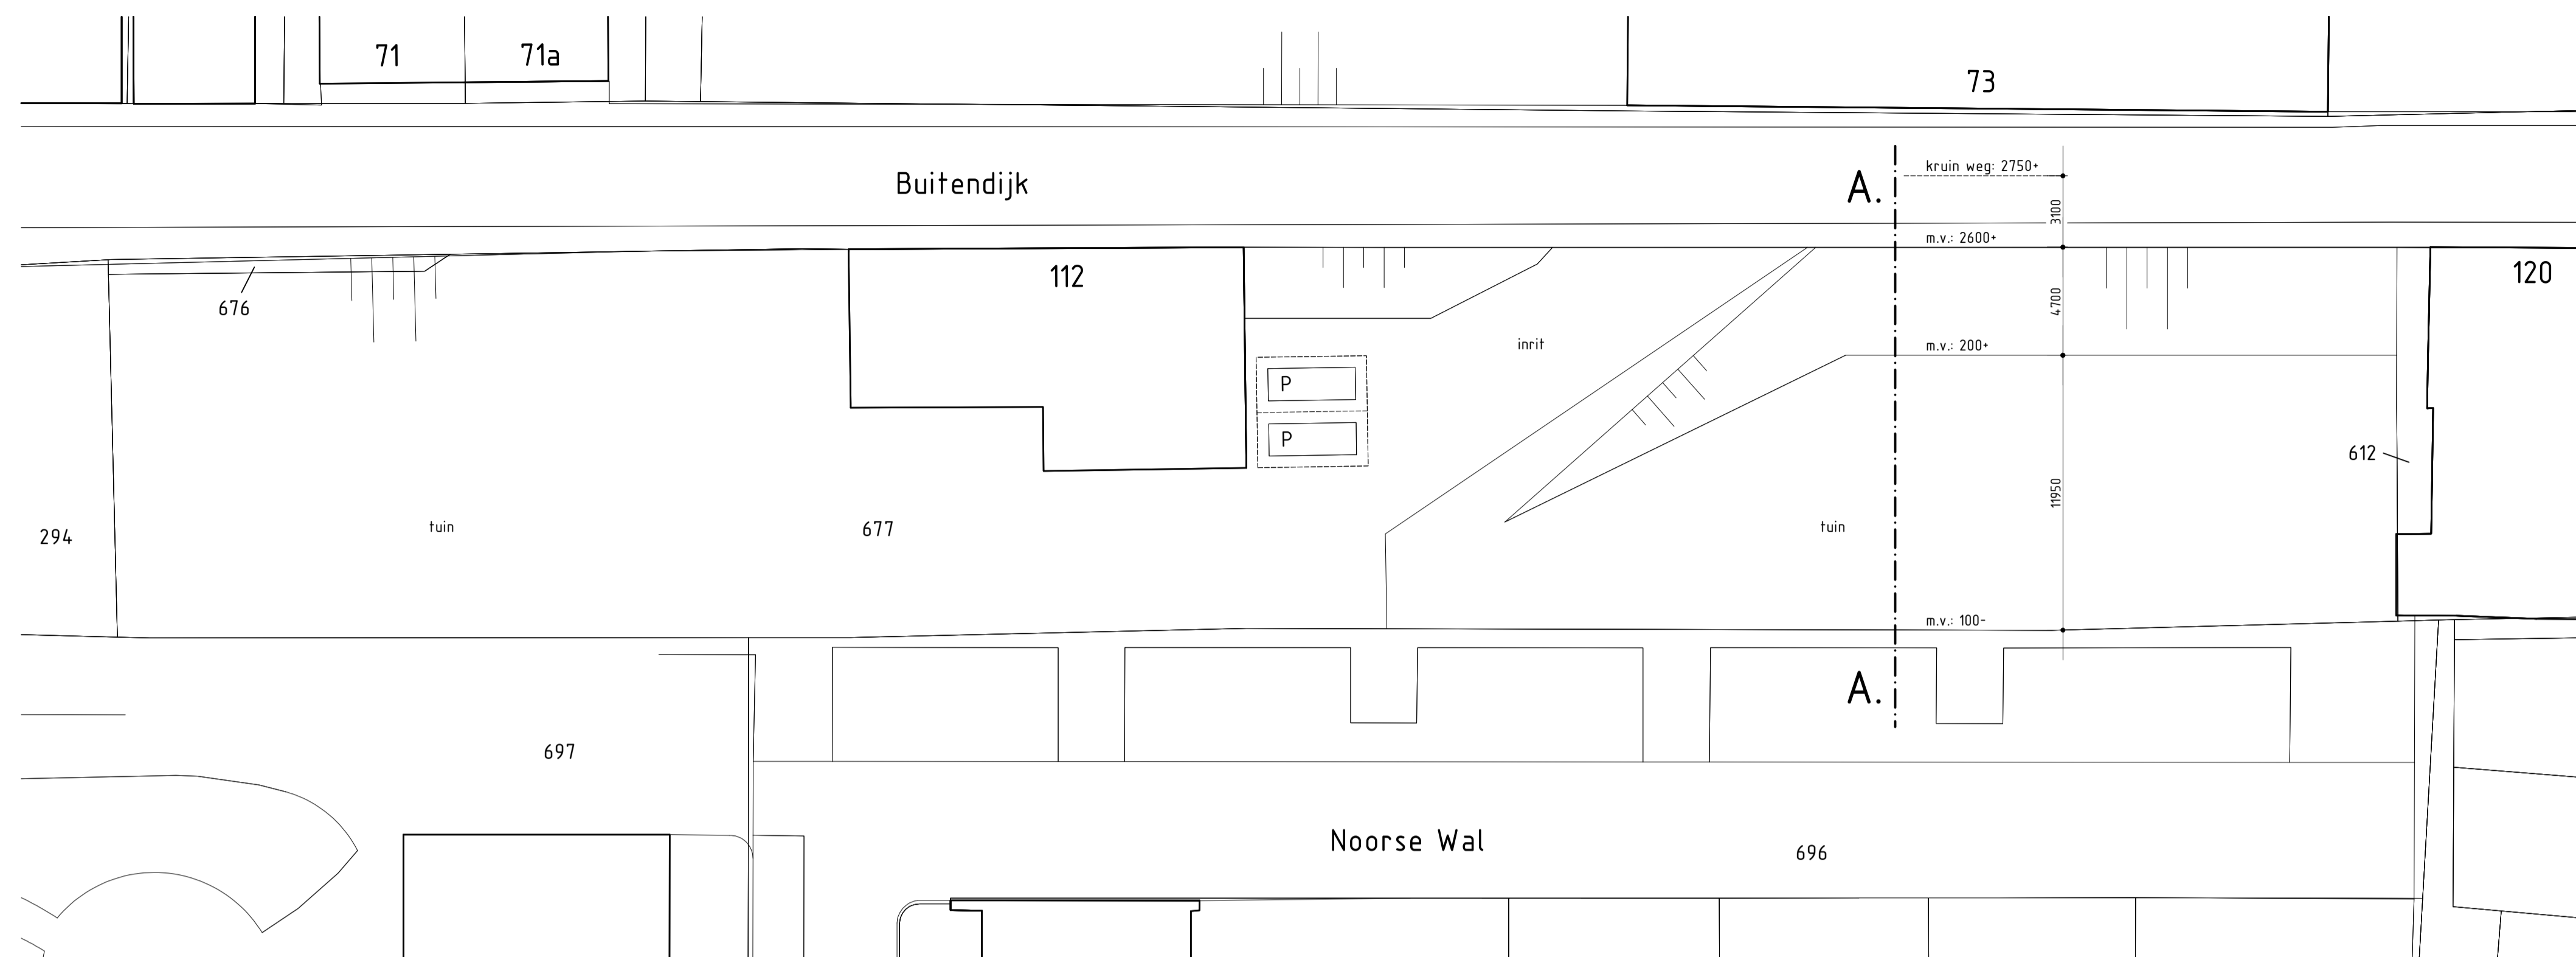 71
71a
73
Buitendijk
A.
kruin weg: 2750+
3100
m.v.: 2600+
112
120
676
4700
inrit
m.v.: 200+
P
P
612
11950
294
tuin
677
tuin
m.v.: 100-
A.
697
Noorse Wal
696